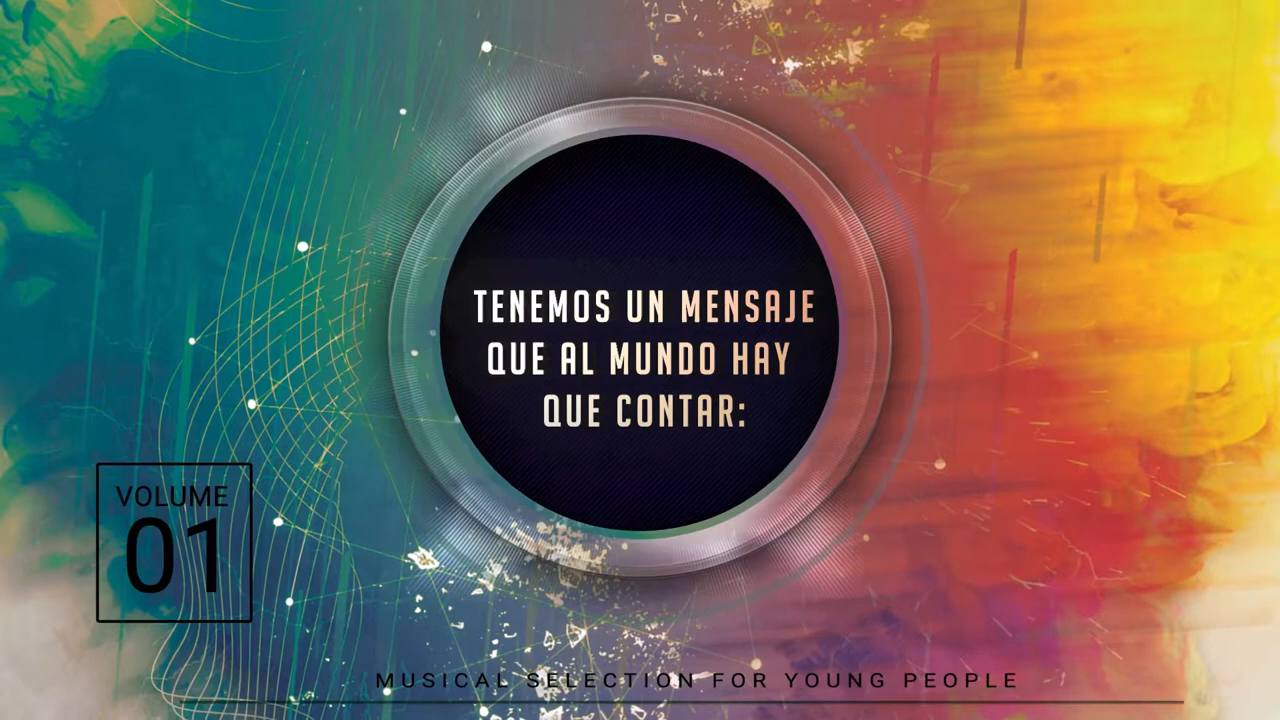 TENEMOS UN MENSAJE
QUE AL MUNDO HAY
QUE CONTAR:
VOLUME
01
MUSICAL SELECTION FOR YOUNG PEOPLE